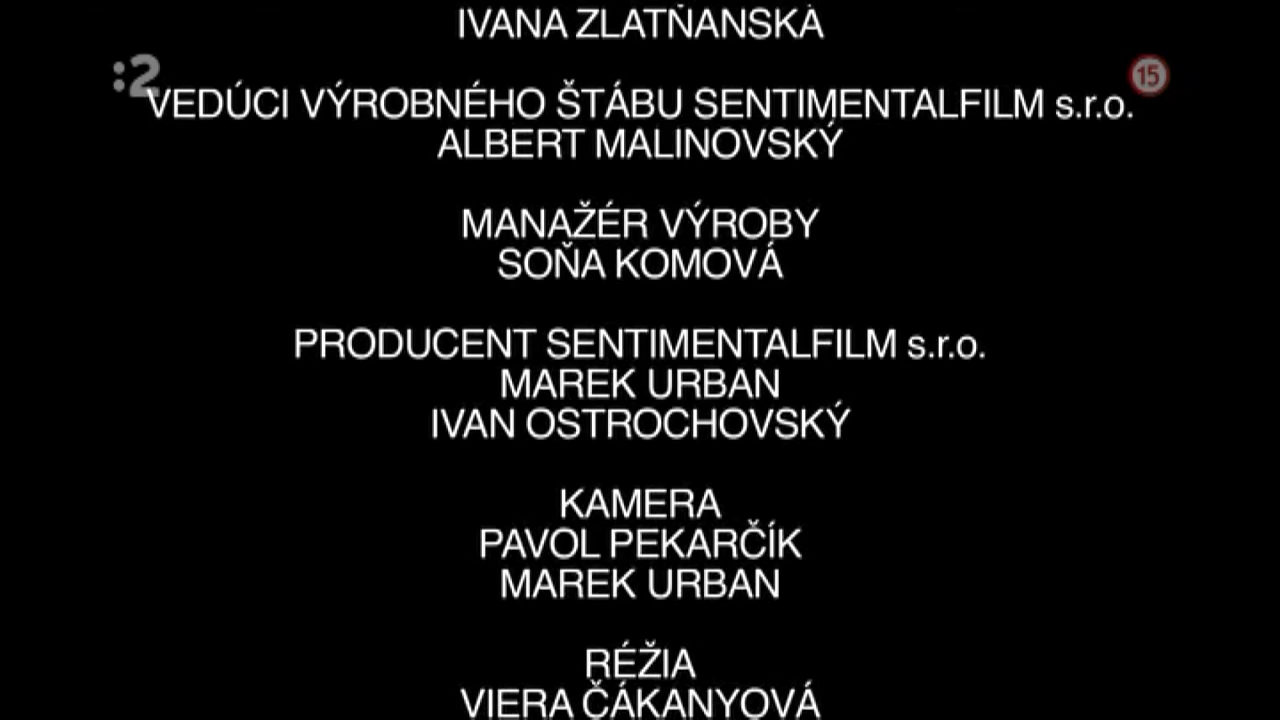 IVANA ZLATŇANSKÁ
:2
15
VEDÚCI VÝROBNÉHO ŠTÁBU SENTIMENTALFILM s.r.o.
ALBERT MALINOVSKÝ
MANAŽÉR VÝROBY
SOŇA KOMOVÁ
PRODUCENT SENTIMENTALFILM s.r.o.
MAREK URBAN
IVAN OSTROCHOVSKÝ
KAMERA
PAVOL PEKARČÍK
MAREK URBAN
RÉŽIA
VIERA ČÁKANYOVÁ